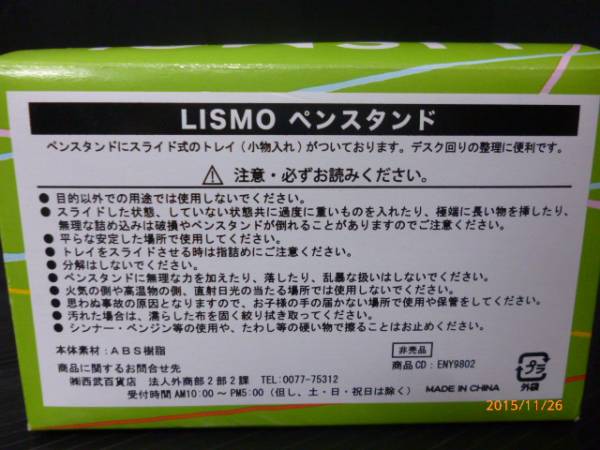 LISMO ペンスタンド
ペンスタンドにスライド式のトレイ(小物入れ)がついております。デスク回りの整理に便利です。
⚠ 注意・必ずお読みください。
● 目的以外での用途では使用しないでください。
● スライドした状態、していない状態共に過度に重いものを入れたり、極端に長い物を挿したり、
無理な詰め込みは破損やペンスタンドが倒れることがありますのでご注意ください。
● 平らな安定した場所で使用してください。
● トレイをスライドさせる時は指詰めにご注意ください。
● 分解はしないでください。
● ペンスタンドに無理な力を加えたり、落したり、乱暴な扱いはしないでください。
● 火気の側や高温物の側、直射日光の当たる場所では使用しないでください。
● 思わぬ事故の原因となりますので、お子様の手の届かない場所で使用や保管をしてください。
● 汚れた場合は、濡らした布を固く絞り拭き取ってください。
● シンナー・ベンジン等の使用や、たわし等の硬い物で擦ることはお止めください。
本体素材:ABS樹脂
非売品
商品に関するお問合せ先
商品CD:ENY9802
㈱西武百貨店 法人外商部2部2課 TEL:0077-75312
受付時間 AM10:00~PM5:00(但し、土・日・祝日は除く)
MADE IN CHINA
プラ
外袋
2015/11/26